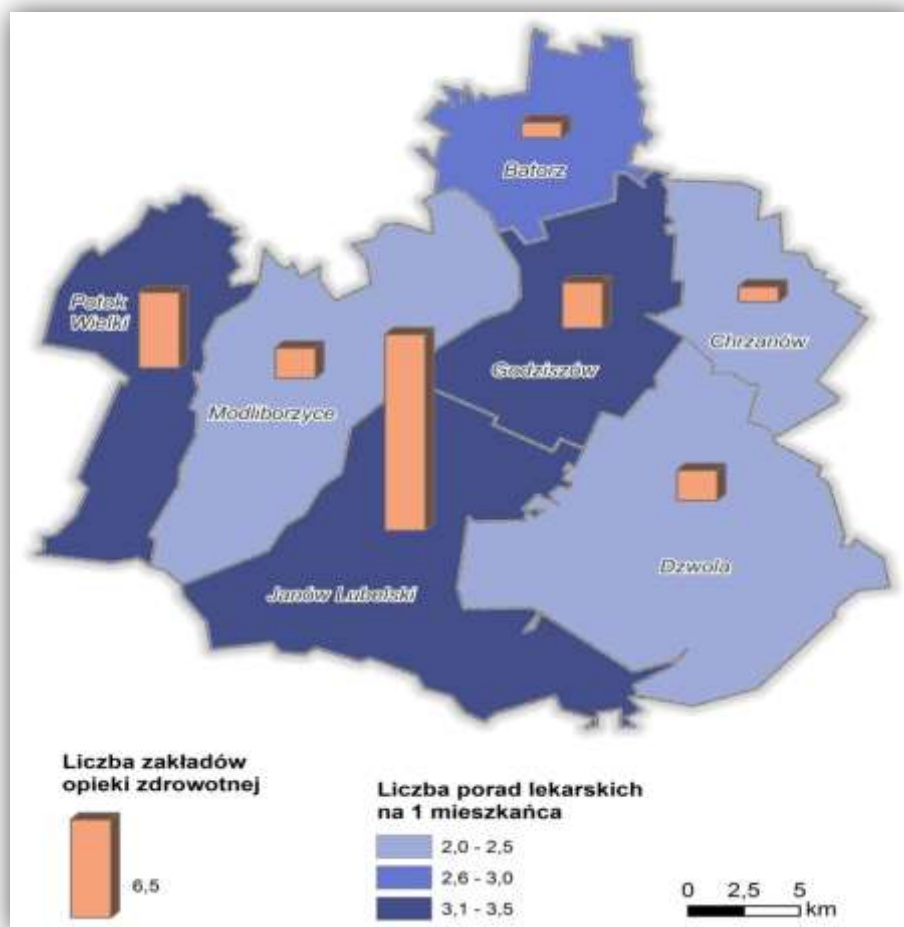 Batorz
Potok
Wielki
Chrzanów
Godziszów
Modliborzyce
Dzwola
Janów Lubelski
Liczba zakładów
opieki zdrowotnej
6,5
Liczba porad lekarskich
na 1 mieszkańca
2,0 - 2,5
2,6 - 3,0
3,1 - 3,5
0 2,5 5
km